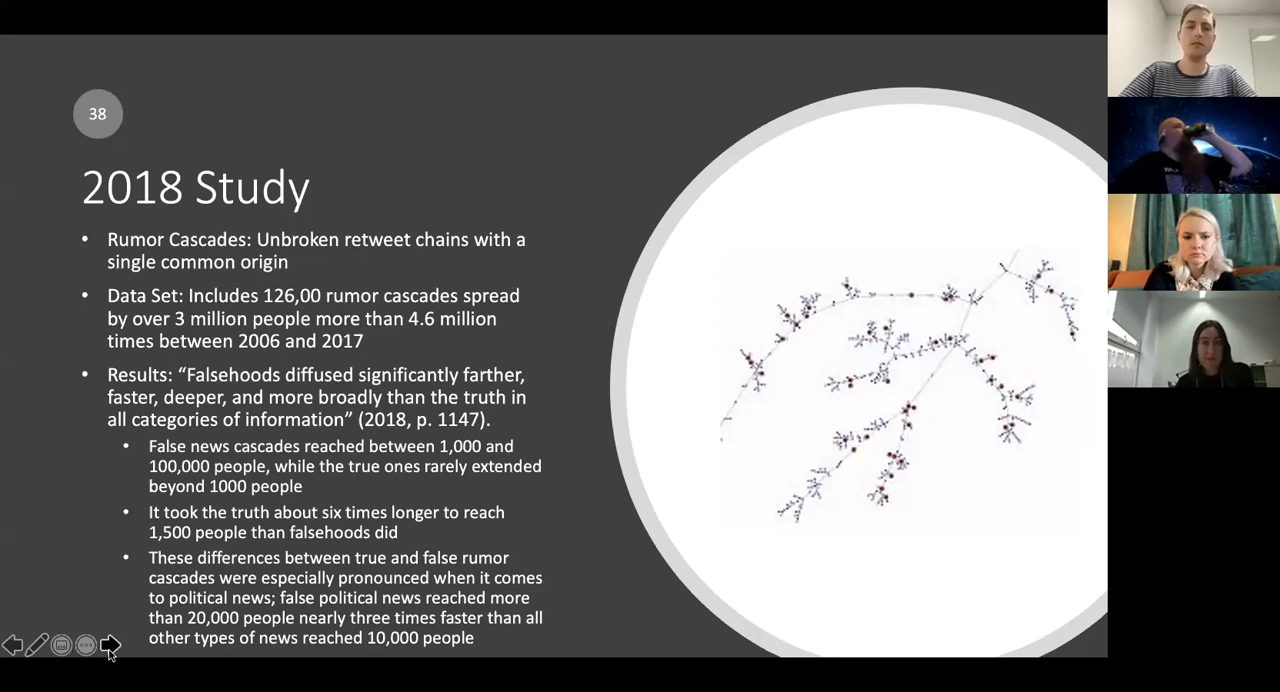 38
2018 Study
• Rumor Cascades: Unbroken retweet chains with a
single common origin
• Data Set: Includes 126,00 rumor cascades spread
by over 3 million people more than 4.6 million
times between 2006 and 2017
• Results: “Falsehoods diffused significantly farther,
faster, deeper, and more broadly than the truth in
all categories of information” (2018, p. 1147).
• False news cascades reached between 1,000 and
100,000 people, while the true ones rarely extended
beyond 1000 people
• It took the truth about six times longer to reach
1,500 people than falsehoods did
• These differences between true and false rumor
cascades were especially pronounced when it comes
to political news; false political news reached more
than 20,000 people nearly three times faster than all
other types of news reached 10,000 people